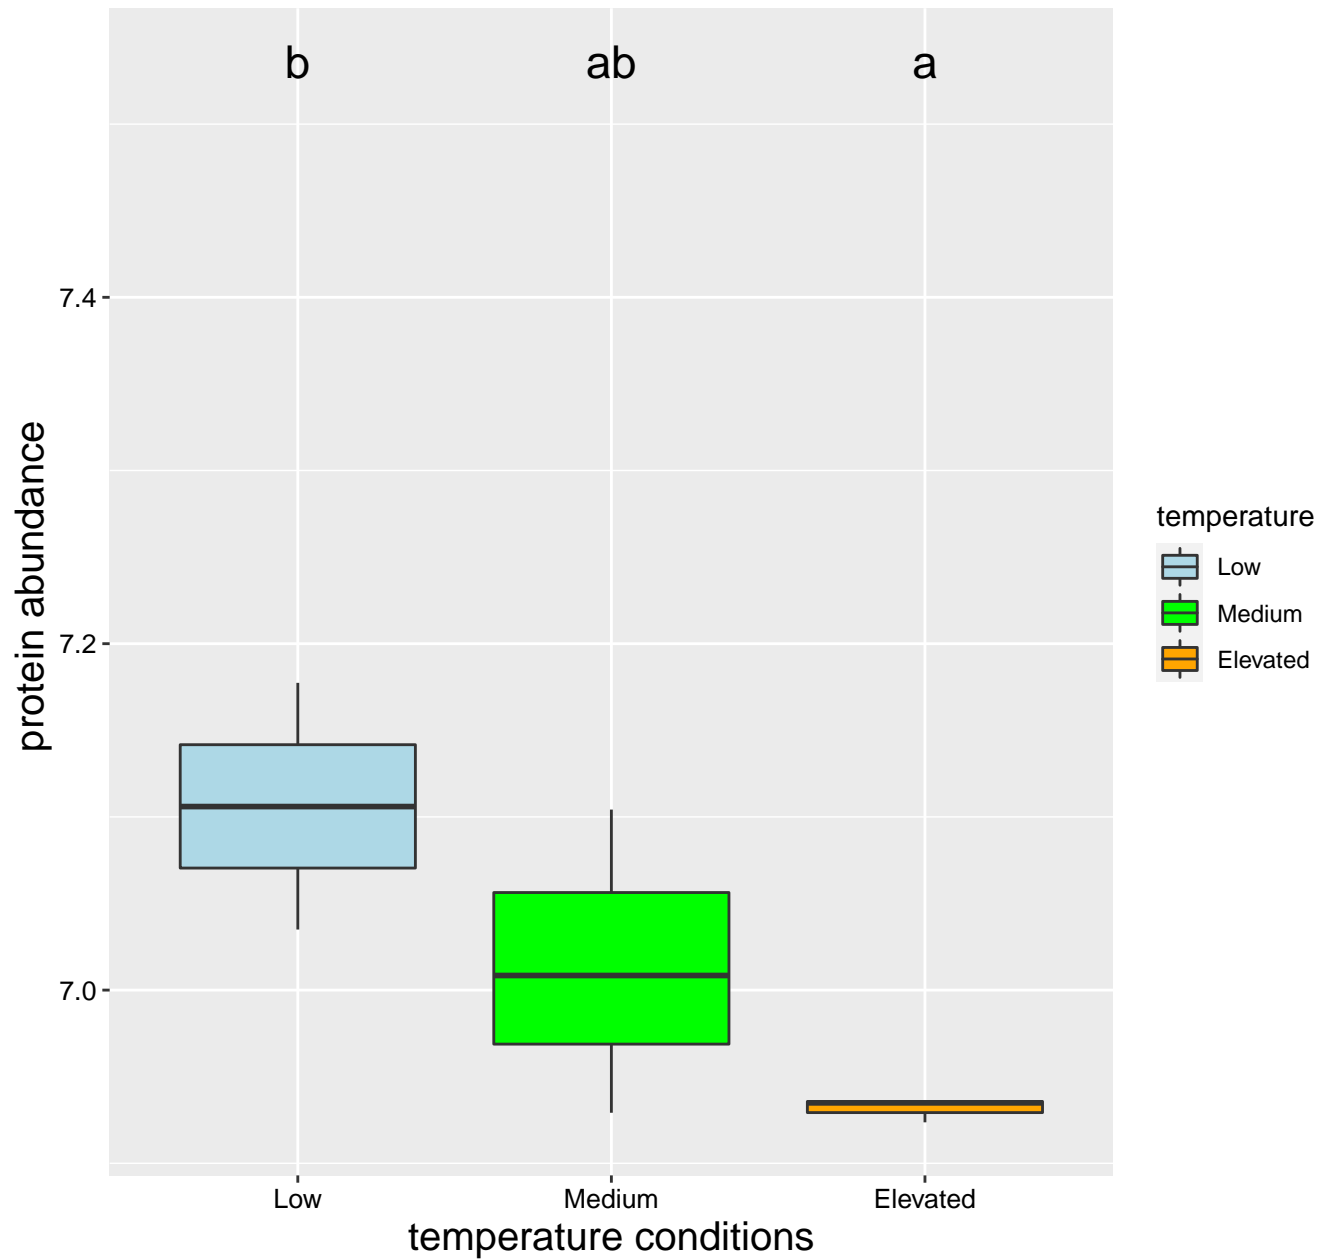 b ab a
7.4
7.2
7.0
protein abundance
Low Medium Elevated
temperature conditions
temperature
Low
Medium
Elevated